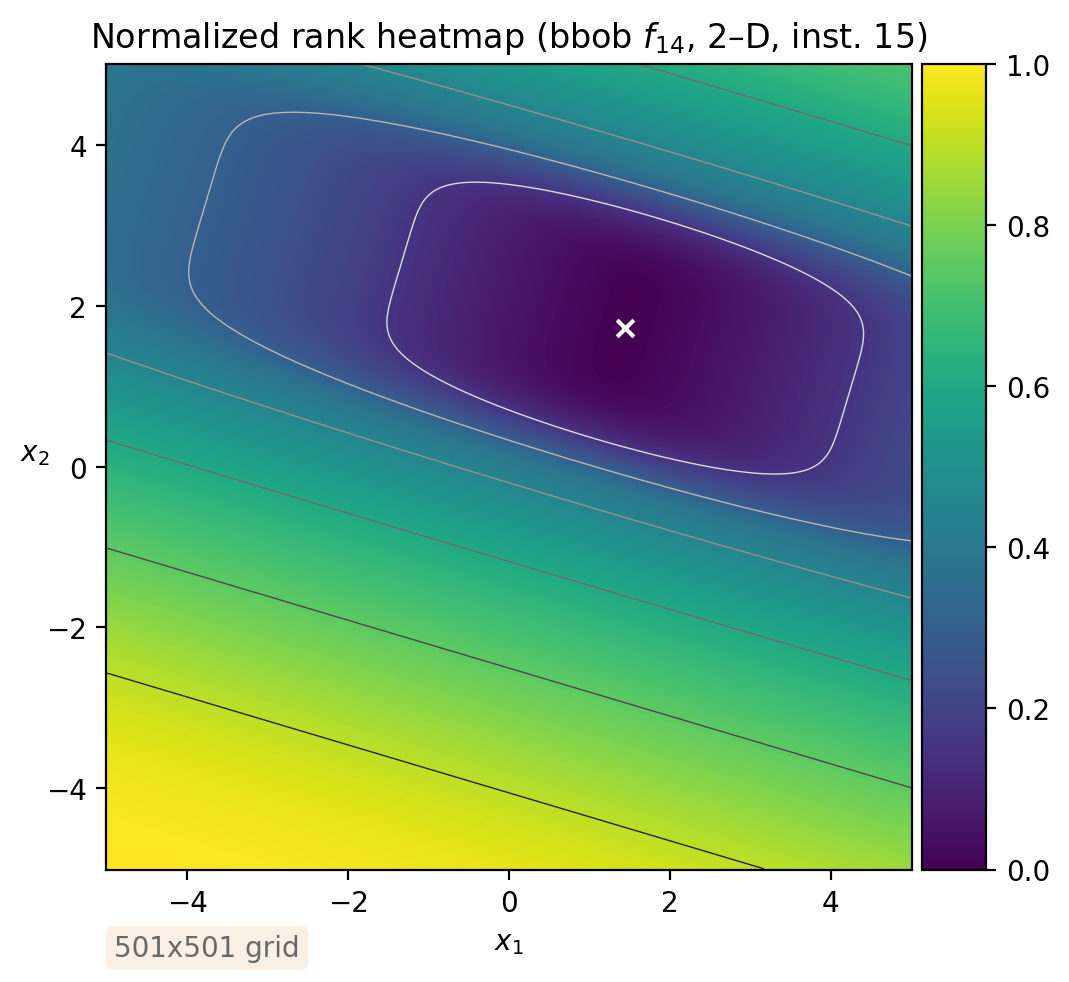 Normalized rank heatmap (bbob f₁₄, 2–D, inst. 15)
1.0
0.8
0.6
0.4
0.2
0.0
4
2
0
−2
−4
x₂
−4 −2 0 2 4
x₁
501x501 grid